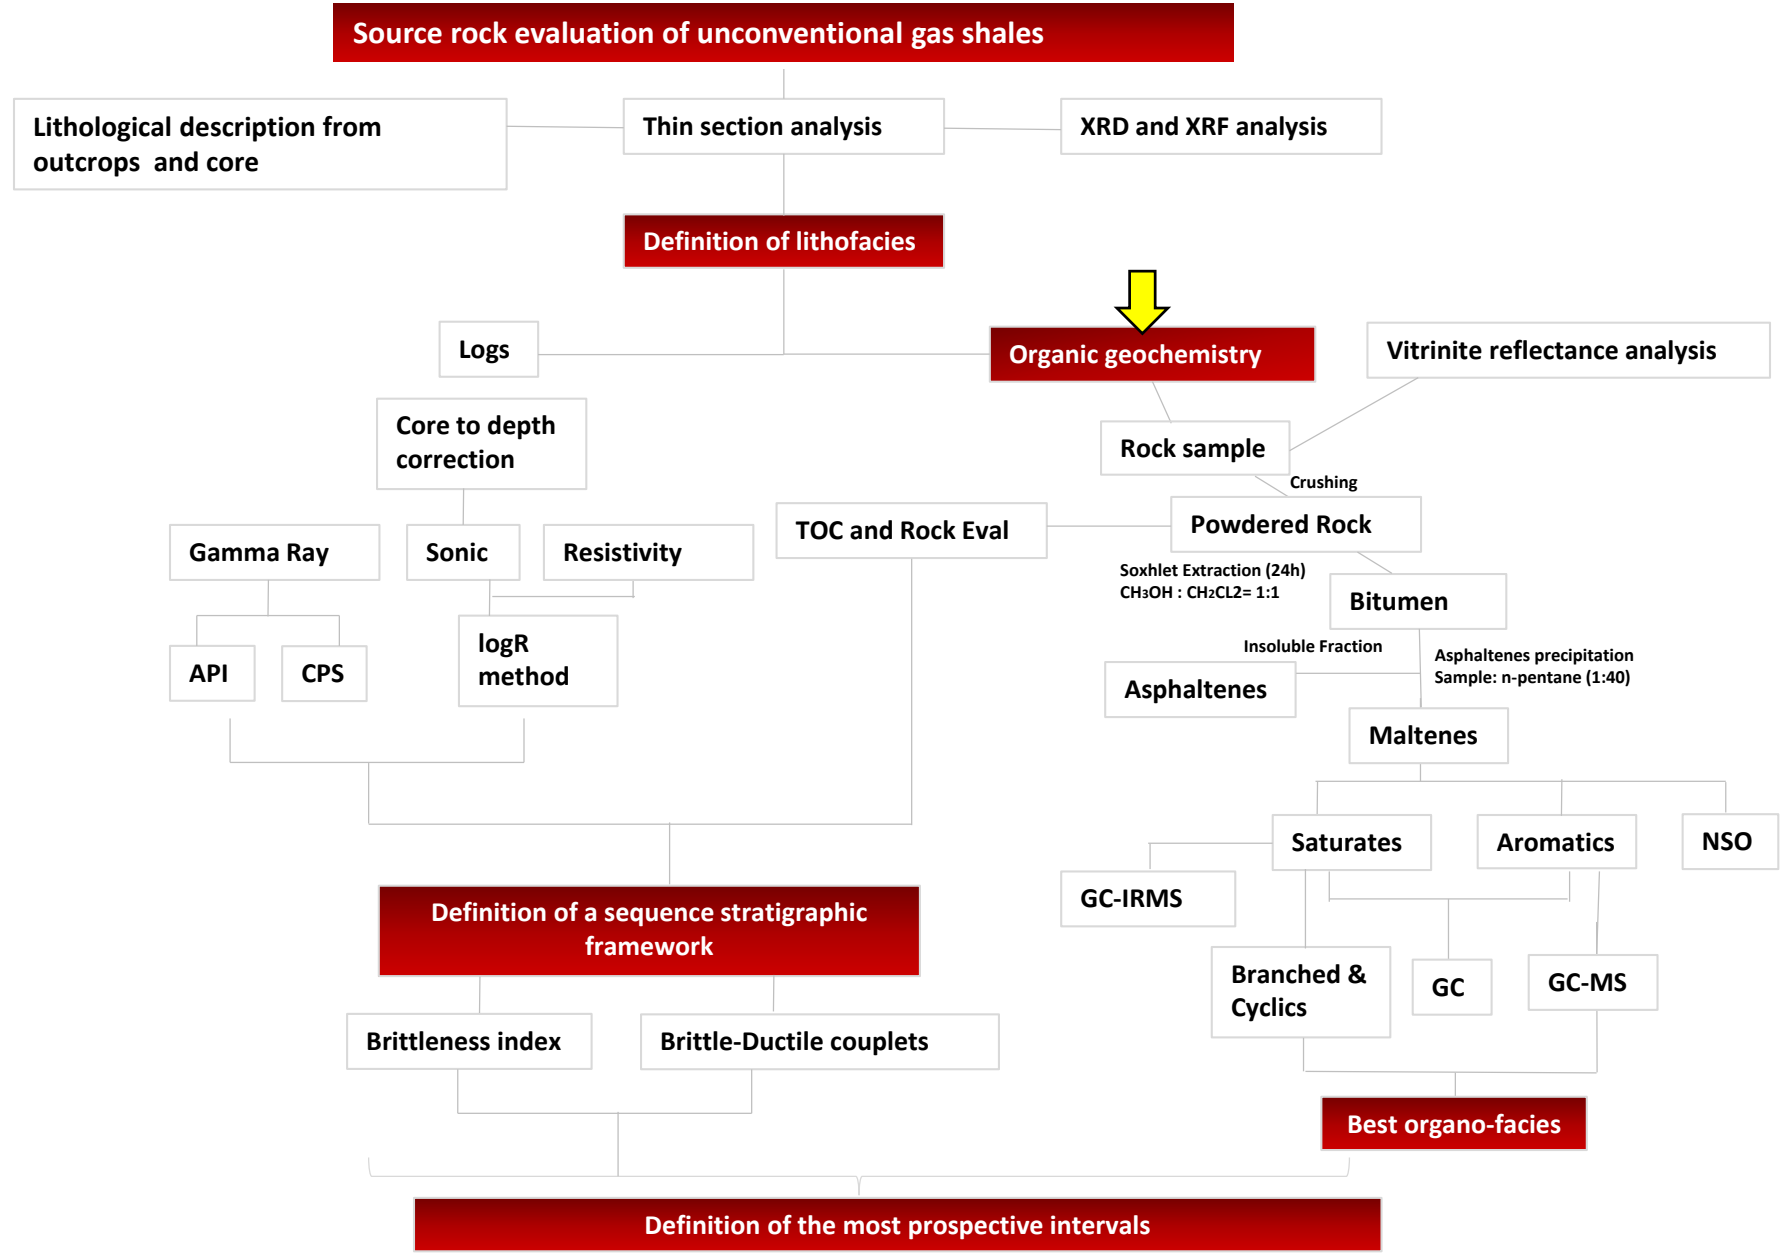 Source rock evaluation of unconventional gas shales
Lithological description from
outcrops and core
Thin section analysis
XRD and XRF analysis
Definition of lithofacies
Logs
Organic geochemistry
Vitrinite reflectance analysis
Core to depth
correction
Rock sample
Crushing
Gamma Ray
Sonic
Resistivity
TOC and Rock Eval
Powdered Rock
Soxhlet Extraction (24h)
CH3OH : CH2CL2= 1:1
Bitumen
API
CPS
logR
method
Insoluble Fraction
Asphaltenes
Asphaltenes precipitation
Sample: n-pentane (1:40)
Maltenes
Saturates
Aromatics
NSO
GC-IRMS
Definition of a sequence stratigraphic
framework
Branched &
Cyclics
GC
GC-MS
Brittleness index
Brittle-Ductile couplets
Best organo-facies
Definition of the most prospective intervals